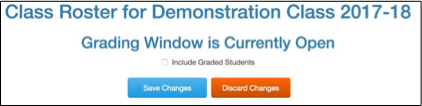 Class Roster for Demonstration Class 2017-18
Grading Window is Currently Open
Include Graded Students
Save Changes Discard Changes